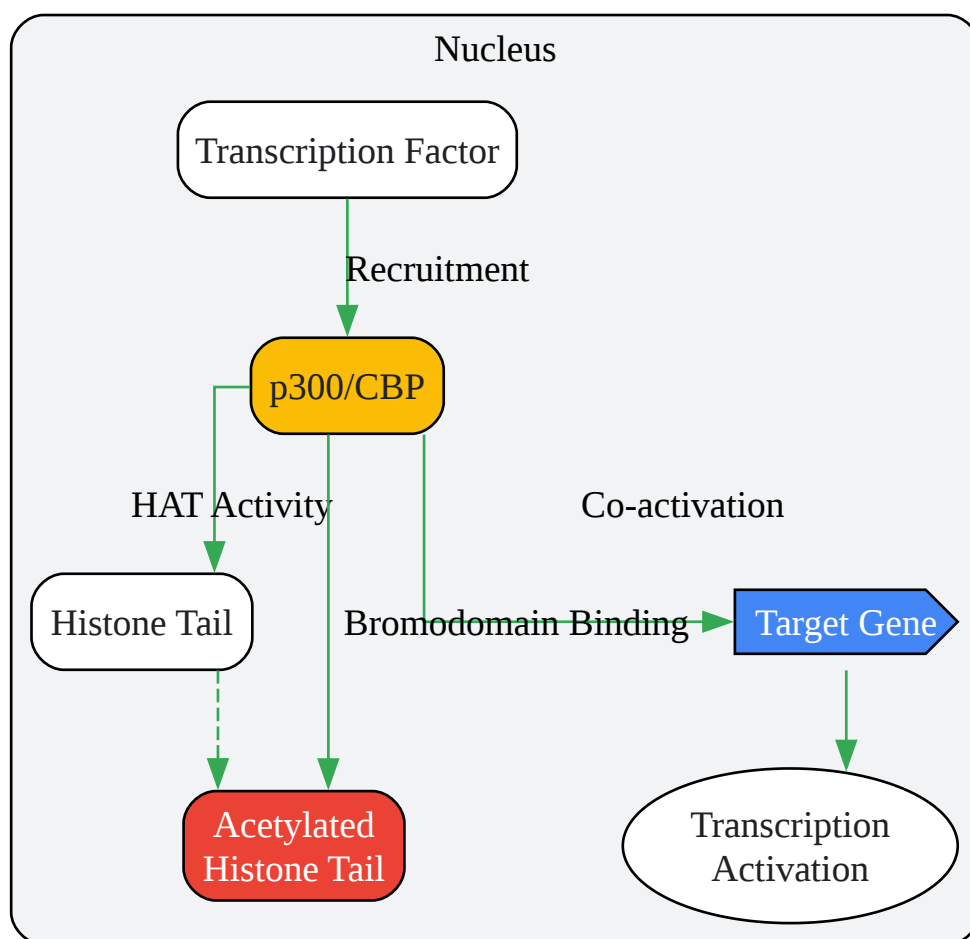 Nucleus
Transcription Factor
Recruitment
p300/CBP
HAT Activity
Co-activation
Histone Tail
Bromodomain Binding
Target Gene
Acetylated
Histone Tail
Transcription
Activation